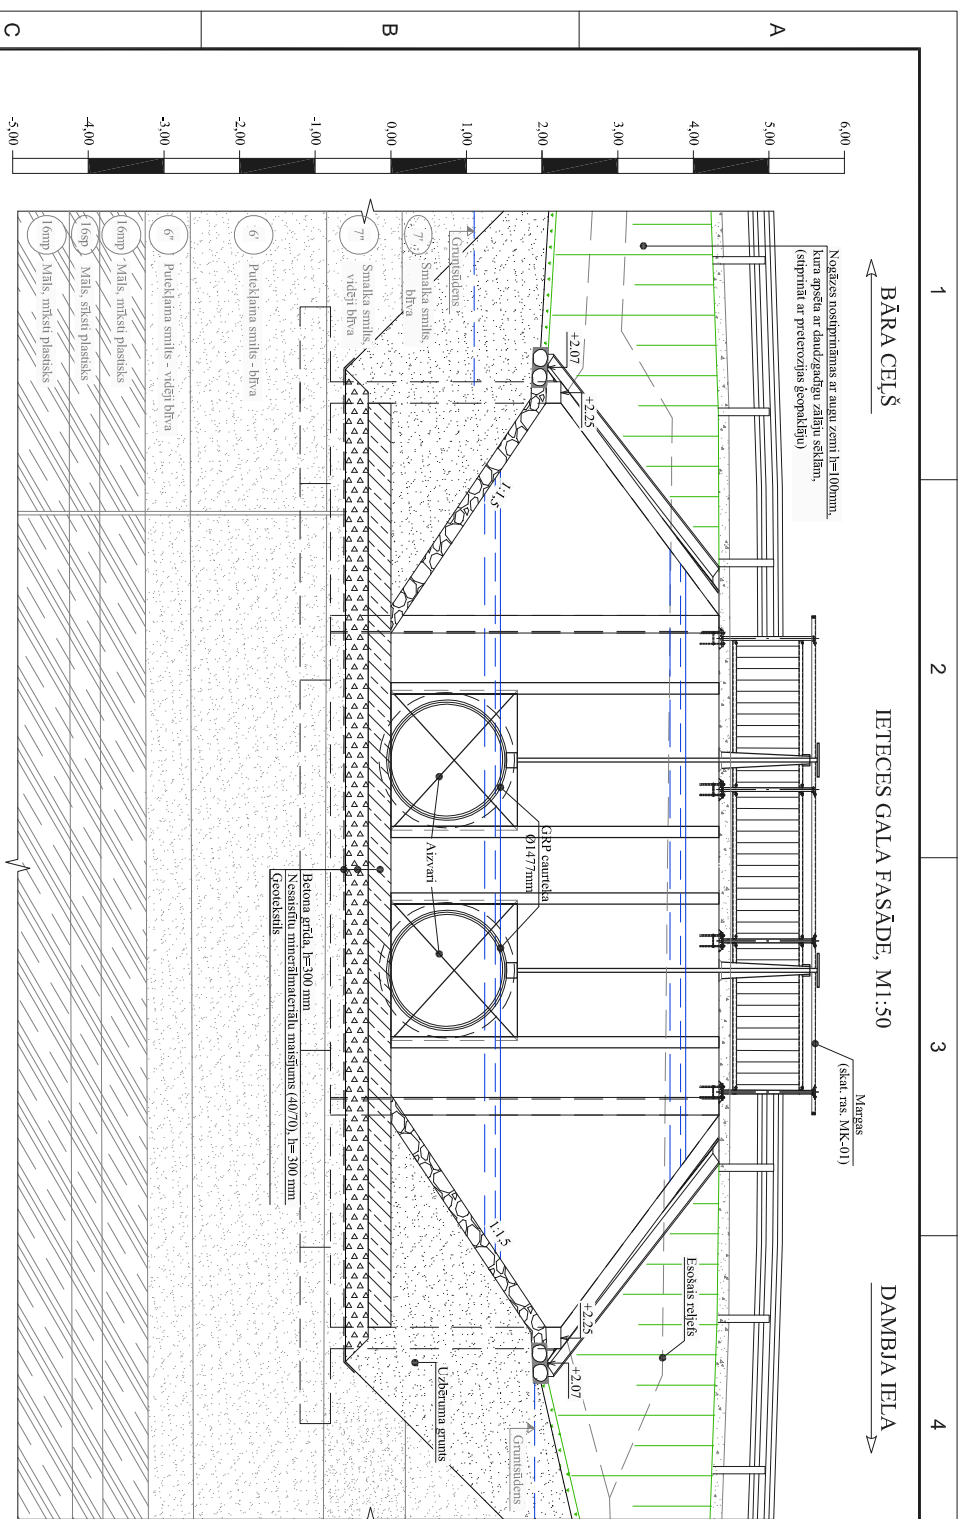 1
2
3
4
A
B
C
BĀRA CEĻŠ
IETECES GALA FASĀDE, M1:50
DAMBJA IELA
6,00
5,00
4,00
3,00
2,00
1,00
0,00
-1,00
-2,00
-3,00
-4,00
-5,00
Nogāzes nostiprināmas ar augu zemi h=100mm,
kura apsēta ar daudzgadīgu zālāju sēklām,
(stiprināt ar preterozijas ģeopaklāju)
Margas
(skat. ras. MK-01)
Esošais reljefs
+2.07
+2.25
+2.25
+2.07
1:1,5
1:1,5
Gruntsūdens
Gruntsūdens
GRP caurteka
Ø1477mm
Aizvari
Uzbēruma grunts
7'
Smalka smilts,
blīva
7"
Smalka smilts,
vidēji blīva
6'
Putekļaina smilts - blīva
6"
Putekļaina smilts - vidēji blīva
16mp
Māls, mīksti plastisks
16sp
Māls, sīksti plastisks
16mp
Māls, mīksti plastisks
Betona grīda, h=300 mm
Nesaistītu minerālmateriālu maisījums (40/70), h= 300 mm
Ģeotekstils